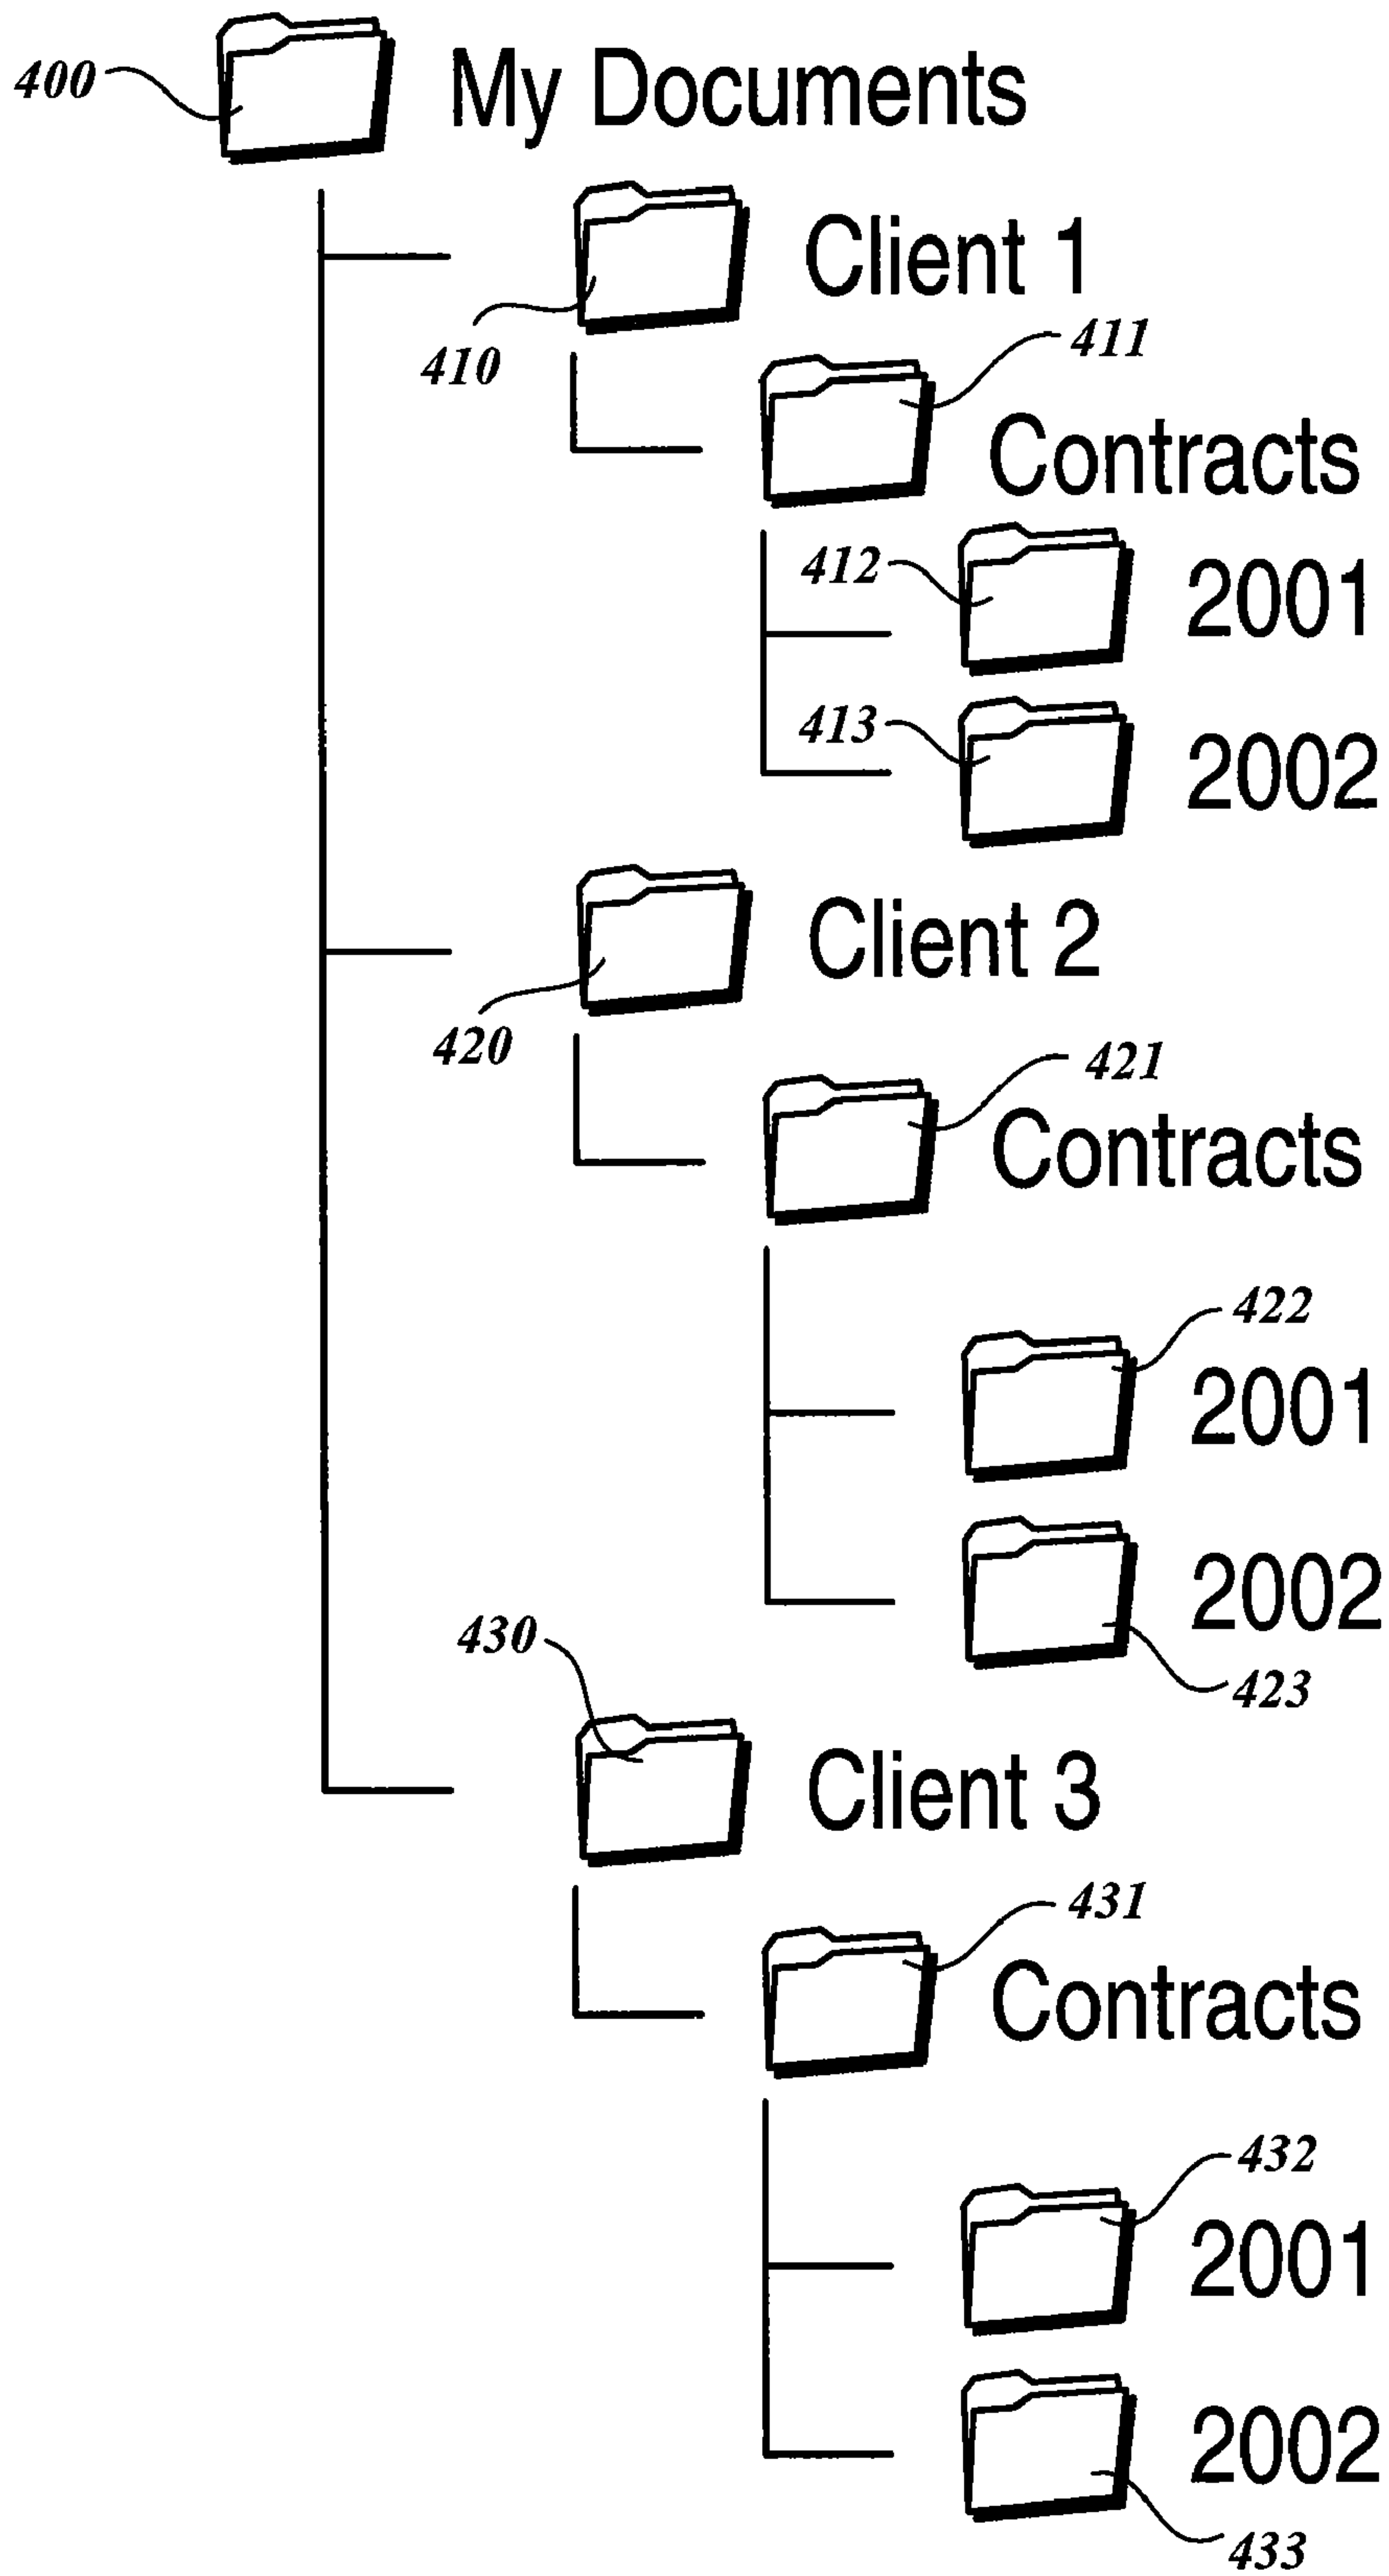 400 My Documents
Client 1
410
411
Contracts
412 2001
413 2002
Client 2
420
421
Contracts
422
2001
2002
423
430
Client 3
431
Contracts
432
2001
2002
433